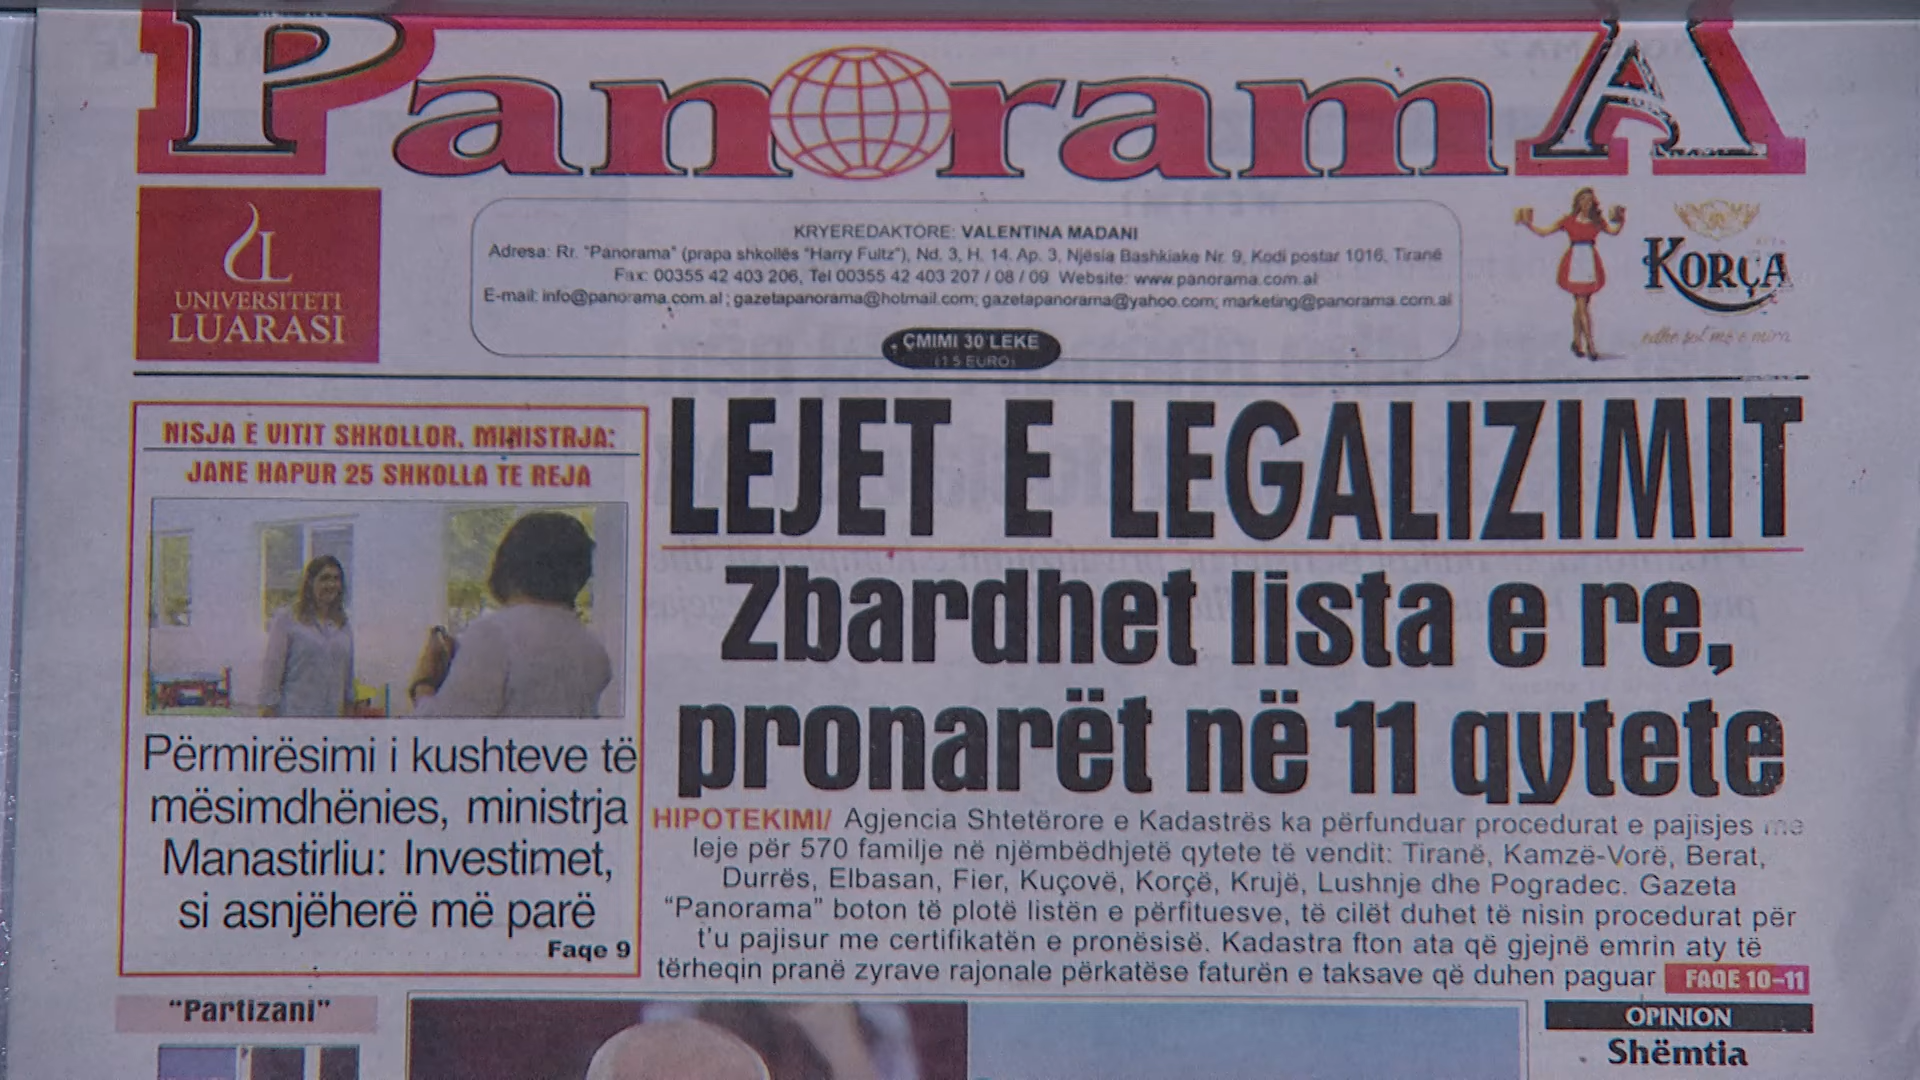 PanoramA
UNIVERSITETI
LUARASI
KRYEREDAKTORE: VALENTINA MADANI
Adresa: Rr. "Panorama" (prapa shkollës "Harry Fultz"), Nd. 3, H. 14, Ap. 3, Njësia Bashkiake Nr. 9, Kodi postar 1016, Tiranë
Fax: 00355 42 403 206, Tel 00355 42 403 207 / 08 / 09 Website: www.panorama.com.al
E-mail: info@panorama.com.al; gazetapanorama@hotmail.com; gazetapanorama@yahoo.com; marketing@panorama.com.al
ÇMIMI 30 LEKE
(1.5 EURO)
KORÇA
NISJA E VITIT SHKOLLOR, MINISTRJA:
JANE HAPUR 25 SHKOLLA TE REJA
Përmirësimi i kushteve të
mësimdhënies, ministrja
Manastirliu: Investimet,
si asnjëherë më parë
Faqe 9
LEJET E LEGALIZIMIT
Zbardhet lista e re,
pronarët në 11 qytete
HIPOTEKIMI/ Agjencia Shtetërore e Kadastrës ka përfunduar procedurat e pajisjes me
leje për 570 familje në njëmbëdhjetë qytete të vendit: Tiranë, Kamzë-Vorë, Berat,
Durrës, Elbasan, Fier, Kuçovë, Korçë, Krujë, Lushnje dhe Pogradec. Gazeta
“Panorama” boton të plotë listën e përfituesve, të cilët duhet të nisin procedurat për
t’u pajisur me certifikatën e pronësisë. Kadastra fton ata që gjejnë emrin aty të
tërheqin pranë zyrave rajonale përkatëse faturën e taksave që duhen paguar FAQE 10-11
“Partizani”
OPINION
Shëmtia